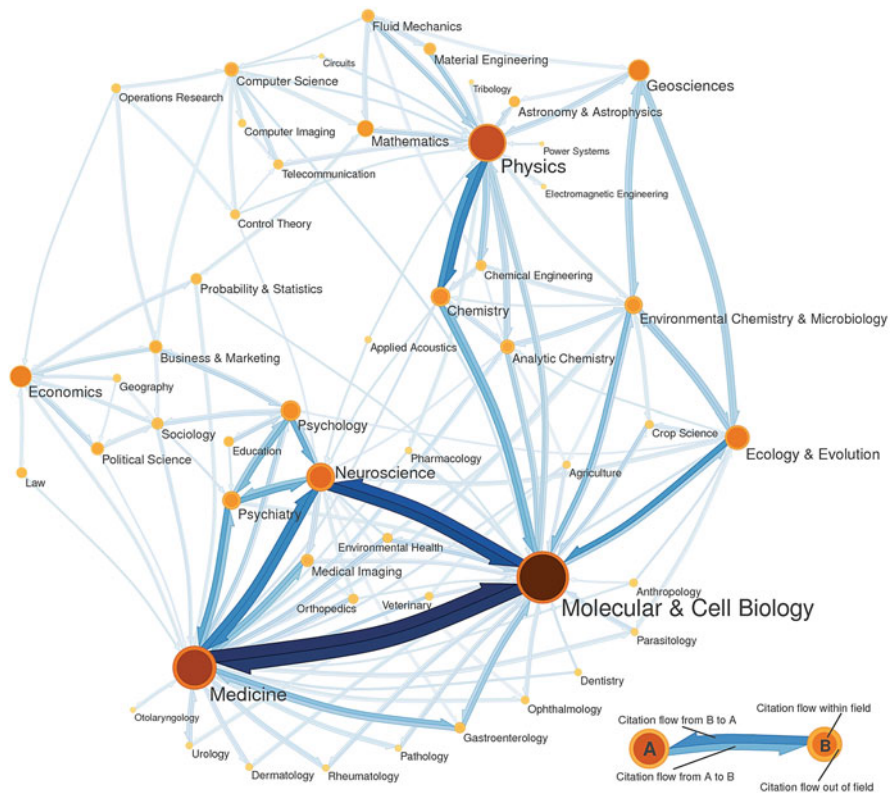 Fluid Mechanics
Circuits
Material Engineering
Computer Science
Tribology
Geosciences
Operations Research
Astronomy & Astrophysics
Computer Imaging
Mathematics
Power Systems
Physics
Telecommunication
Electromagnetic Engineering
Control Theory
Chemical Engineering
Probability & Statistics
Chemistry
Environmental Chemistry & Microbiology
Applied Acoustics
Business & Marketing
Analytic Chemistry
Economics
Geography
Psychology
Sociology
Crop Science
Education
Political Science
Ecology & Evolution
Pharmacology
Neuroscience
Agriculture
Law
Psychiatry
Environmental Health
Medical Imaging
Anthropology
Orthopedics
Veterinary
Molecular & Cell Biology
Parasitology
Dentistry
Medicine
Ophthalmology
Otolaryngology
Gastroenterology
Urology
Pathology
Dermatology
Rheumatology
Citation flow from B to A
Citation flow within field
A
B
Citation flow from A to B
Citation flow out of field